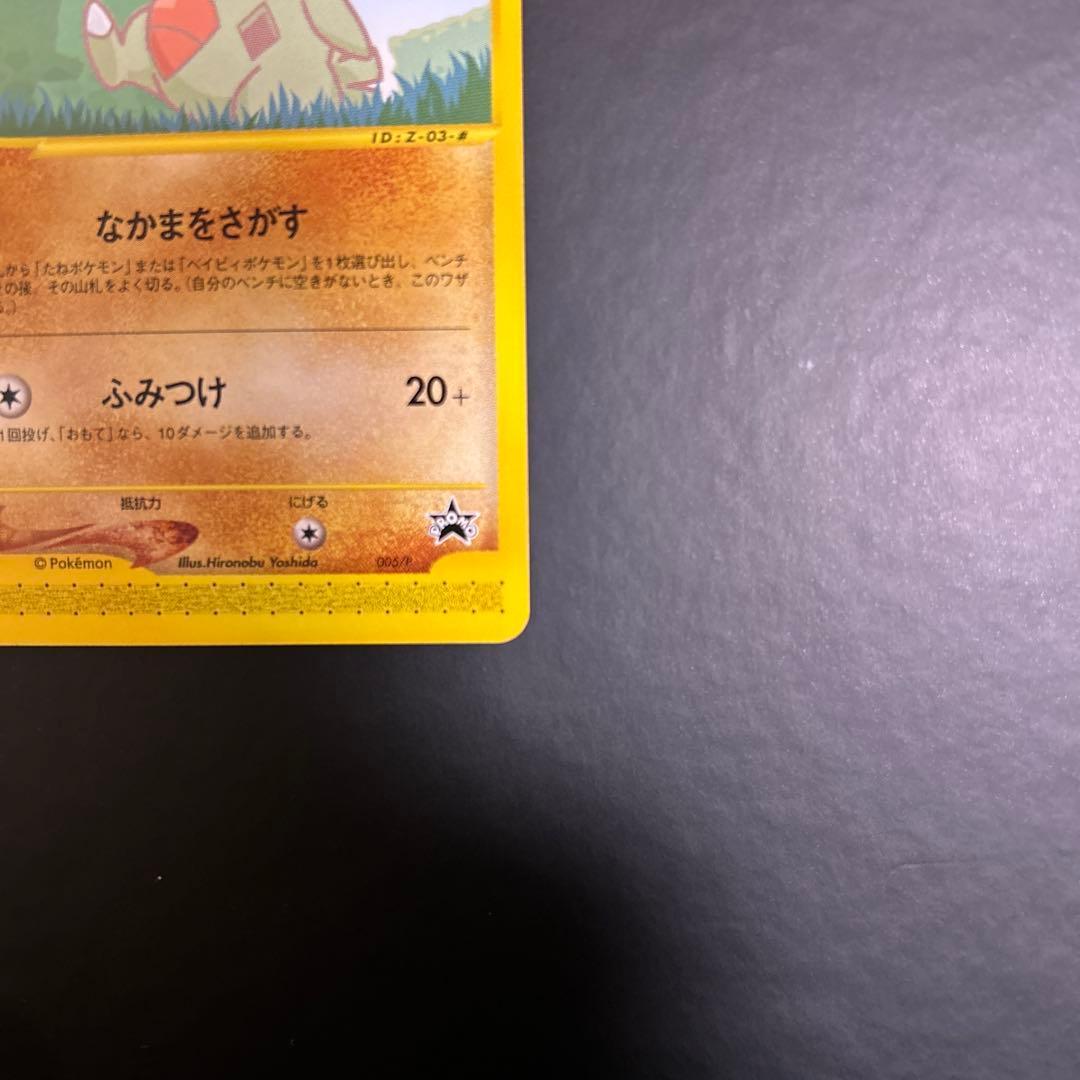 ID:Z-03-#
なかまをさがす
から「たねポケモン」または「ベイビィポケモン」を1枚選び出し、ベンチ
の後、その山札をよく切る。(自分のベンチに空きがないとき、このワザ
る。)
ふみつけ 20+
1回投げ、「おもて」なら、10ダメージを追加する。
抵抗力 にげる
PROMO
©Pokémon Illus.Hironobu Yoshida 005/P